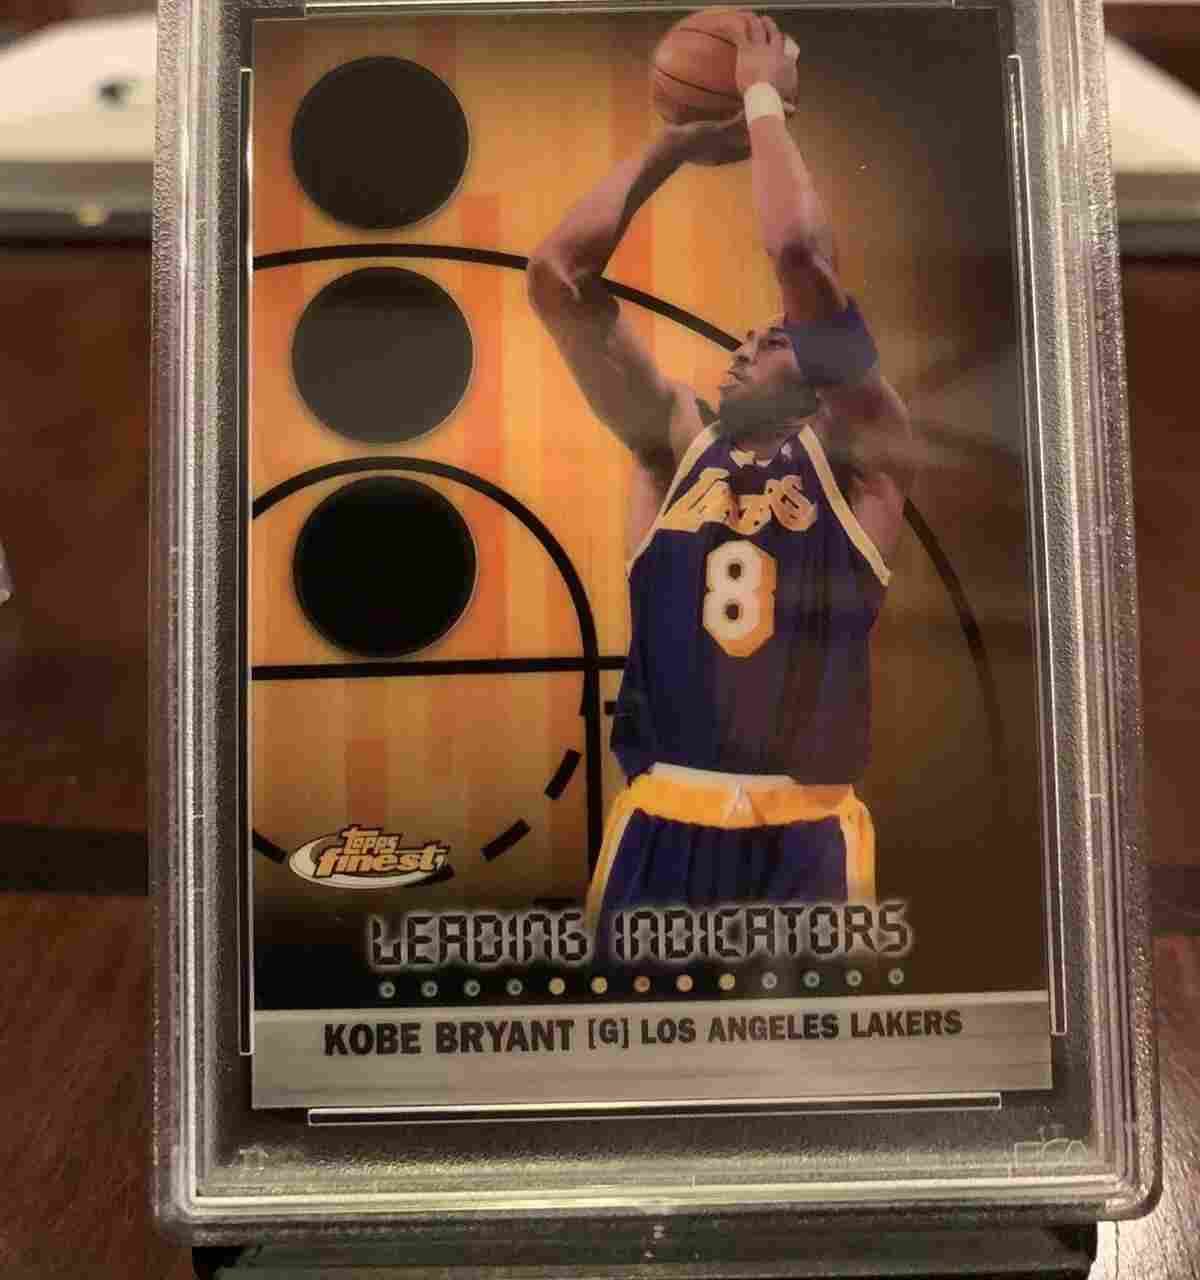 Lakers
8
Topps
finest
LEADING INDICATORS
KOBE BRYANT [G] LOS ANGELES LAKERS